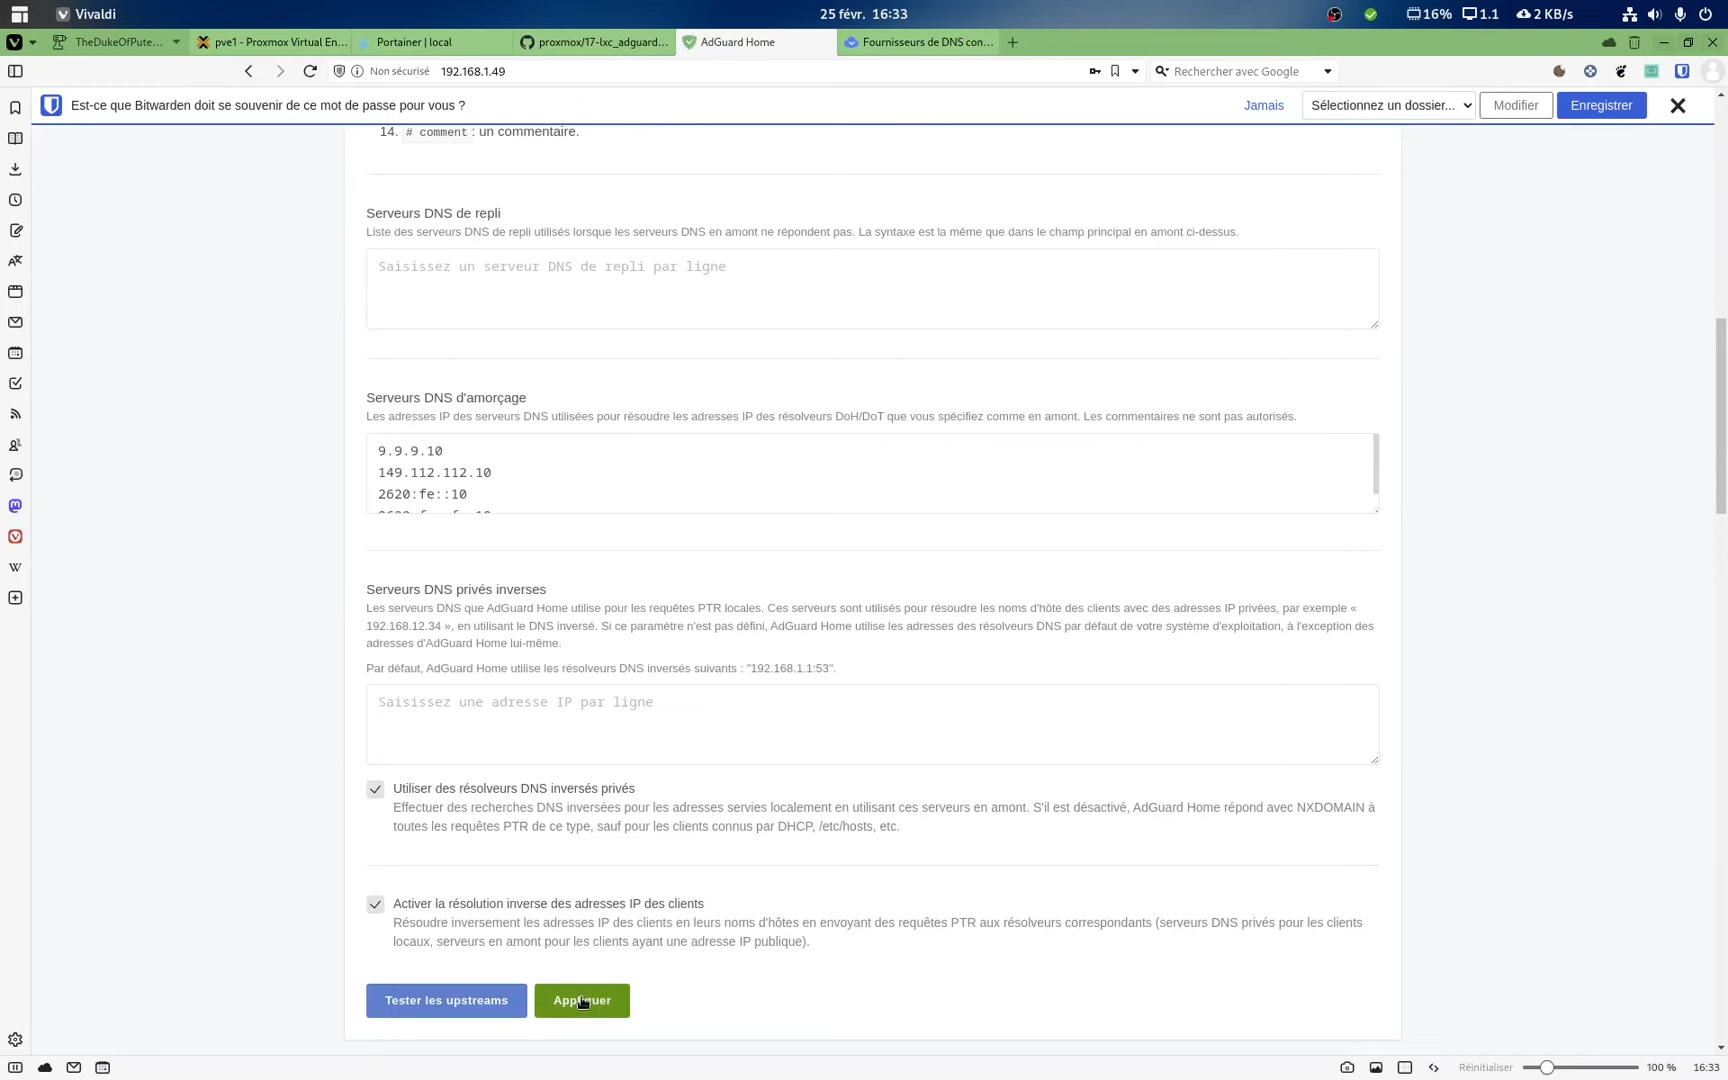 Vivaldi
25 févr. 16:33
16%
1.1
2 KB/s
TheDukeOfPute...
pve1 - Proxmox Virtual En...
Portainer | local
proxmox/17-lxc_adguard...
AdGuard Home
Fournisseurs de DNS con...
Non sécurisé
192.168.1.49
Rechercher avec Google
Est-ce que Bitwarden doit se souvenir de ce mot de passe pour vous ?
Jamais
Sélectionnez un dossier...
Modifier
Enregistrer
14. # comment : un commentaire.
Serveurs DNS de repli
Liste des serveurs DNS de repli utilisés lorsque les serveurs DNS en amont ne répondent pas. La syntaxe est la même que dans le champ principal en amont ci-dessus.
Saisissez un serveur DNS de repli par ligne
Serveurs DNS d'amorçage
Les adresses IP des serveurs DNS utilisées pour résoudre les adresses IP des résolveurs DoH/DoT que vous spécifiez comme en amont. Les commentaires ne sont pas autorisés.
9.9.9.10
149.112.112.10
2620:fe::10
Serveurs DNS privés inverses
Les serveurs DNS que AdGuard Home utilise pour les requêtes PTR locales. Ces serveurs sont utilisés pour résoudre les noms d'hôte des clients avec des adresses IP privées, par exemple «
192.168.12.34 », en utilisant le DNS inversé. Si ce paramètre n'est pas défini, AdGuard Home utilise les adresses des résolveurs DNS par défaut de votre système d'exploitation, à l'exception des
adresses d'AdGuard Home lui-même.
Par défaut, AdGuard Home utilise les résolveurs DNS inversés suivants : "192.168.1.1:53".
Saisissez une adresse IP par ligne
Utiliser des résolveurs DNS inversés privés
Effectuer des recherches DNS inversées pour les adresses servies localement en utilisant ces serveurs en amont. S'il est désactivé, AdGuard Home répond avec NXDOMAIN à
toutes les requêtes PTR de ce type, sauf pour les clients connus par DHCP, /etc/hosts, etc.
Activer la résolution inverse des adresses IP des clients
Résoudre inversement les adresses IP des clients en leurs noms d'hôtes en envoyant des requêtes PTR aux résolveurs correspondants (serveurs DNS privés pour les clients
locaux, serveurs en amont pour les clients ayant une adresse IP publique).
Tester les upstreams
Appliquer
Réinitialiser
100 %
16:33